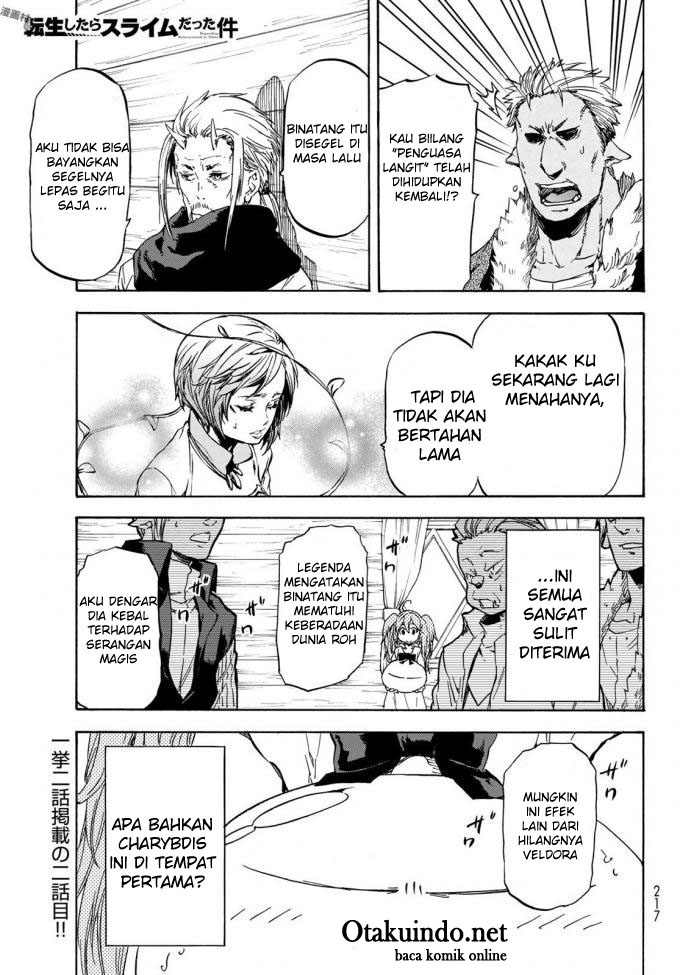 漫画村
転生したらスライムだった件
KAU BIILANG
“PENGUASA
LANGIT” TELAH
DIHIDUPKAN
KEMBALI!?
BINATANG ITU
DISEGEL DI
MASA LALU
AKU TIDAK BISA
BAYANGKAN
SEGELNYA
LEPAS BEGITU
SAJA ...
KAKAK KU
SEKARANG LAGI
MENAHANYA,
TAPI DIA
TIDAK AKAN
BERTAHAN
LAMA
...INI
SEMUA
SANGAT
SULIT
DITERIMA
LEGENDA
MENGATAKAN
BINATANG ITU
MEMATUHI
KEBERADAAN
DUNIA ROH
AKU DENGAR
DIA KEBAL
TERHADAP
SERANGAN
MAGIS
MUNGKIN
INI EFEK
LAIN DARI
HILANGNYA
VELDORA
APA BAHKAN
CHARYBDIS
INI DI TEMPAT
PERTAMA?
一挙二話掲載の二話目!!
217
Otakuindo.net
baca komik online